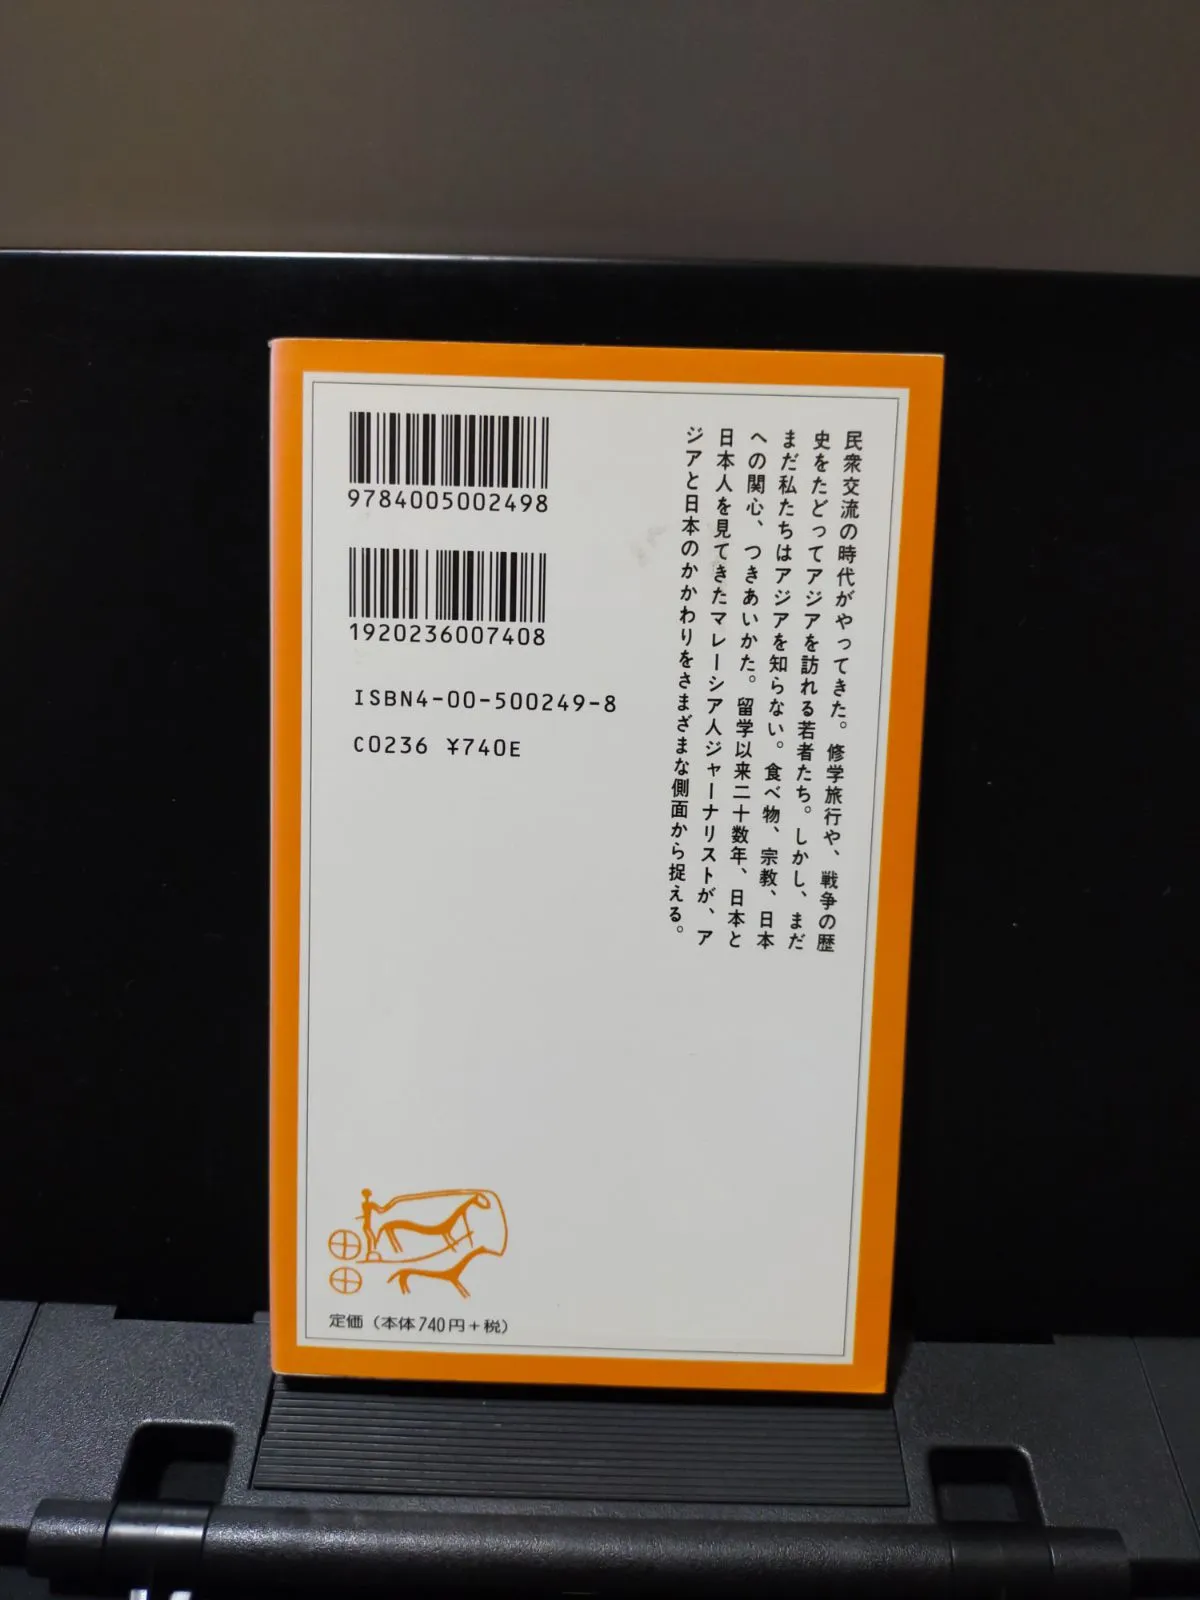 9784005002498
1920236007408
ISBN4-00-500249-8
C0236 ¥740E
民衆交流の時代がやってきた。修学旅行や、戦争の歴
史をたどってアジアを訪れる若者たち。しかし、まだ
まだ私たちはアジアを知らない。食べ物、宗教、日本
への関心、つきあいかた。留学以来二十数年、日本と
日本人を見てきたマレーシア人ジャーナリストが、ア
ジアと日本のかかわりをさまざまな側面から捉える。
定価(本体740円+税)